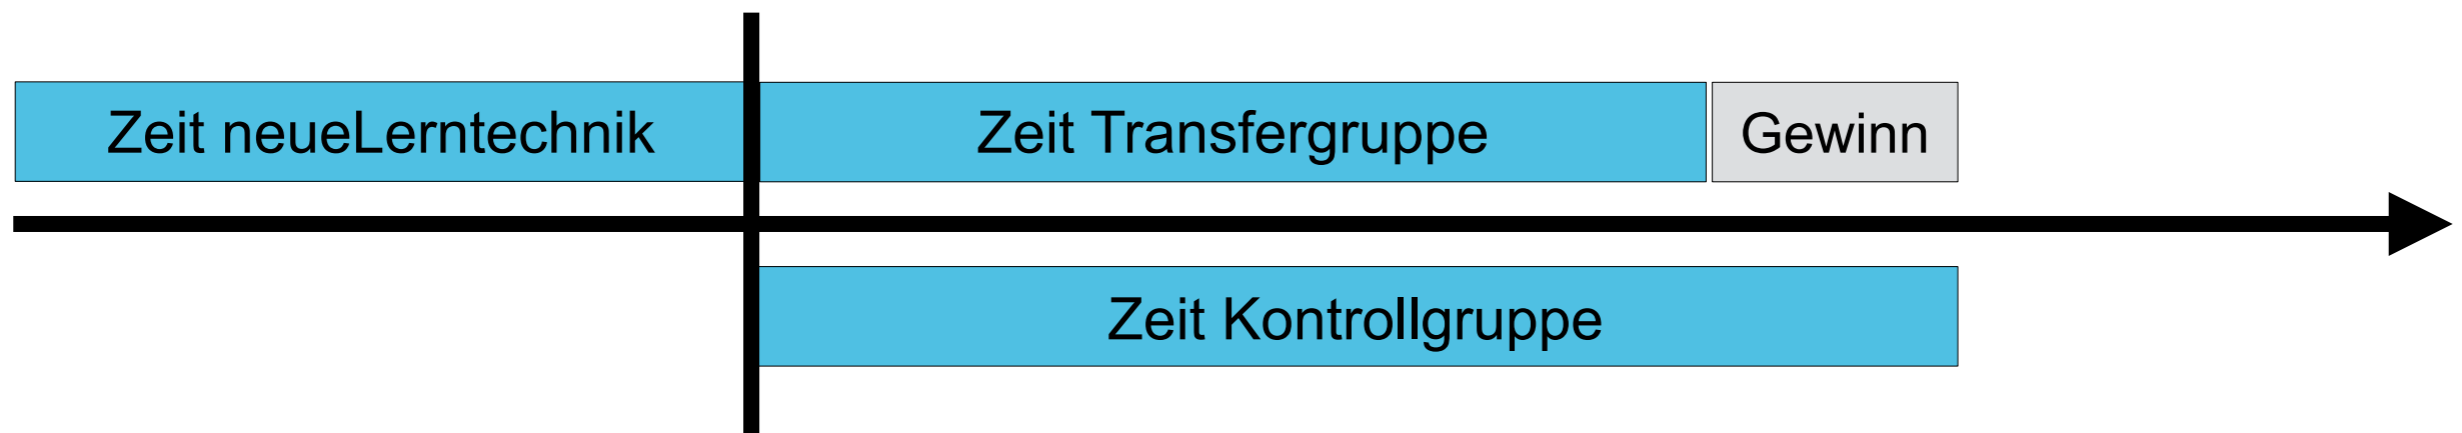 Zeit neueLerntechnik
Zeit Transfergruppe
Gewinn
Zeit Kontrollgruppe